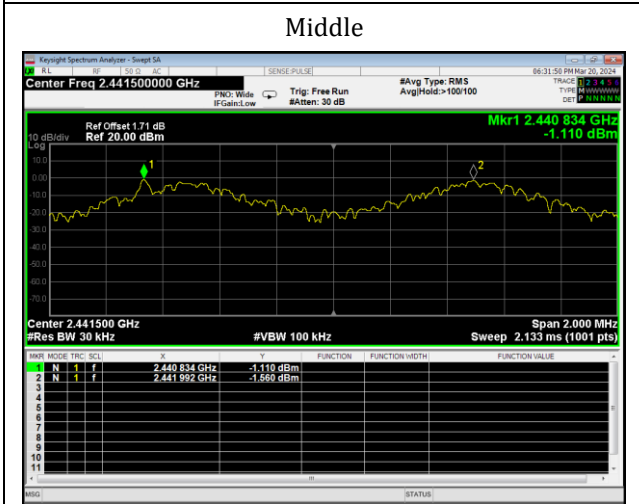 Middle
Keysight Spectrum Analyzer - Swept SA
RL RF 50 Ω AC SENSE:PULSE 06:31:50 PM Mar 20, 2024
Center Freq 2.441500000 GHz #Avg Type: RMS TRACE 1 2 3 4 5 6
PNO: Wide Trig: Free Run Avg|Hold:>100/100 TYPE M WWWWW
IFGain:Low #Atten: 30 dB DET P NNNNN
Mkr1 2.440 834 GHz
Ref Offset 1.71 dB
10 dB/div Ref 20.00 dBm -1.110 dBm
Log
10.0
1
2
0.00
-10.0
-20.0
-30.0
-40.0
-50.0
-60.0
-70.0
Center 2.441500 GHz Span 2.000 MHz
#Res BW 30 kHz #VBW 100 kHz Sweep 2.133 ms (1001 pts)
MKR MODE TRC SCL X Y FUNCTION FUNCTION WIDTH FUNCTION VALUE
1 N 1 f 2.440 834 GHz -1.110 dBm
2 N 1 f 2.441 992 GHz -1.560 dBm
3
4
5
6
7
8
9
10
11
MSG STATUS